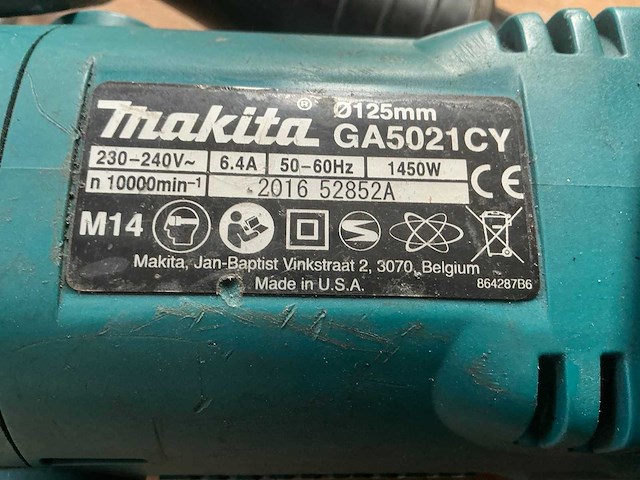 makita® Ø125mm
GA5021CY
230-240V~ 6.4A 50-60Hz 1450W
n 10000min-1 2016 52852A CE
M14
Makita, Jan-Baptist Vinkstraat 2, 3070, Belgium
Made in U.S.A. 864287B6